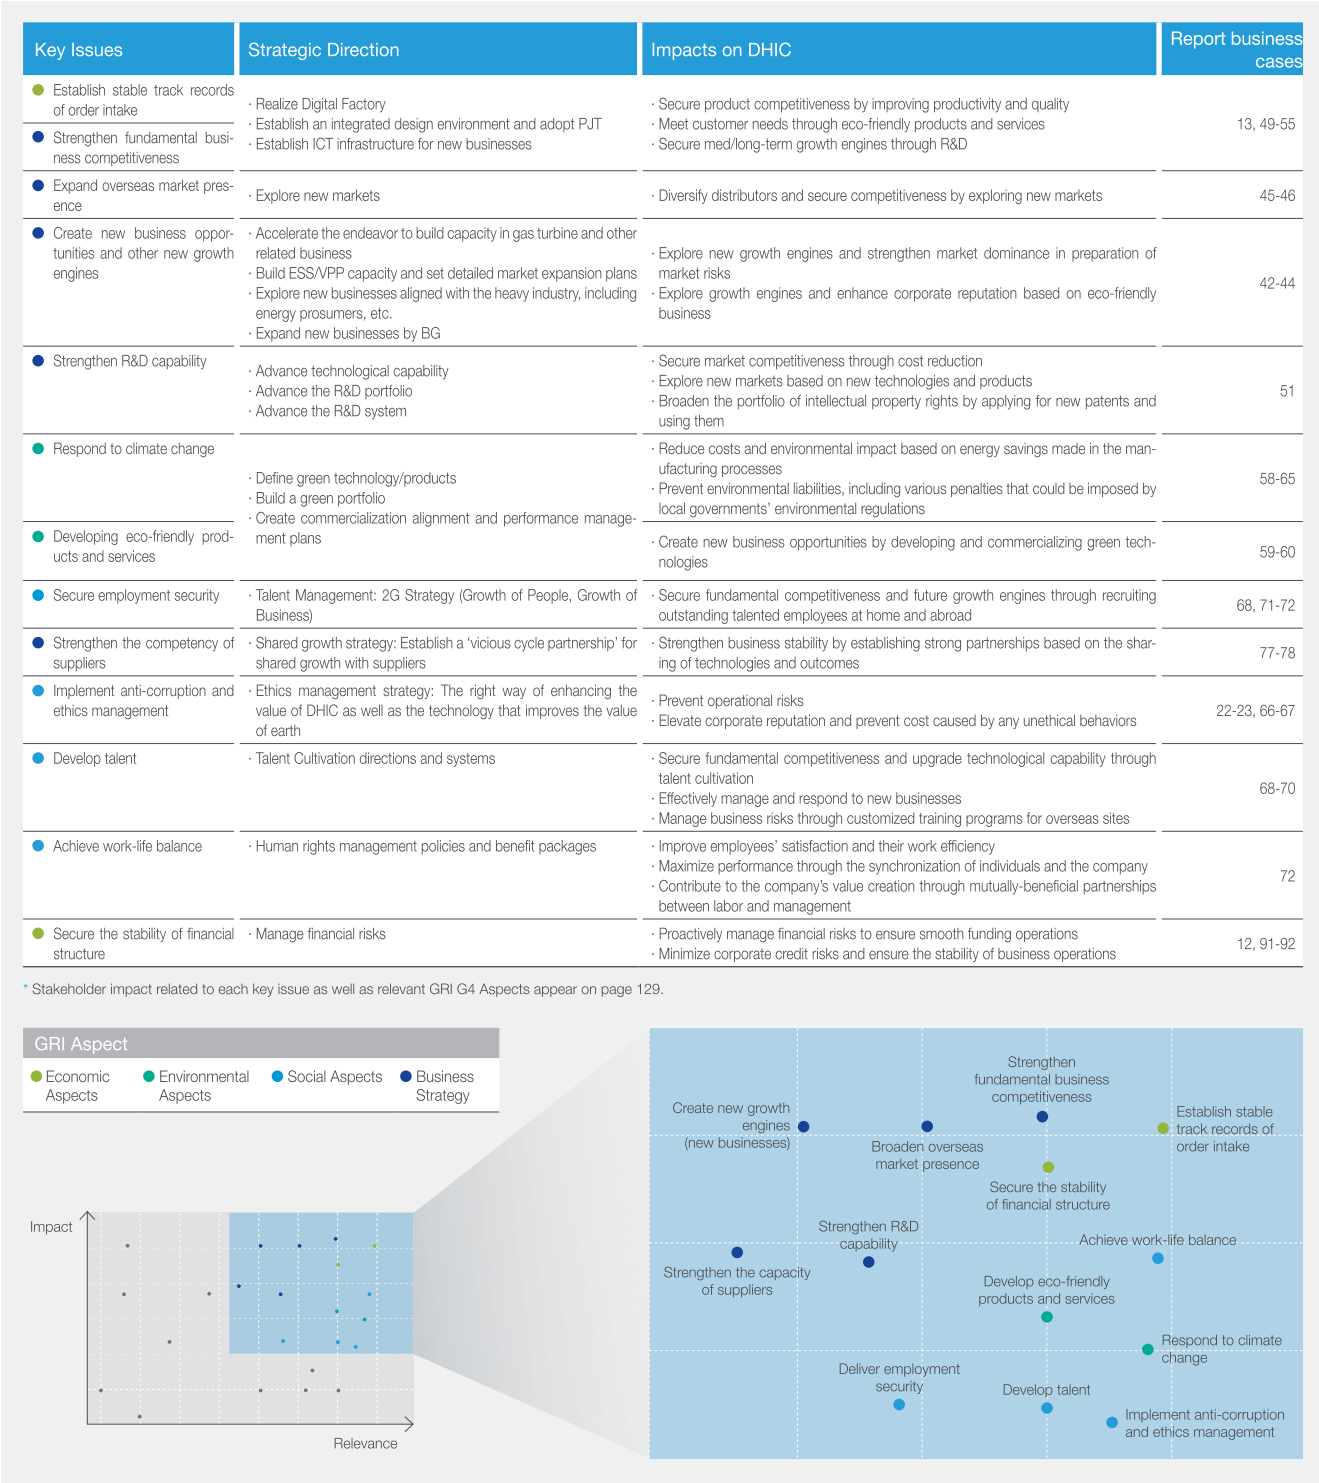 Key Issues
Strategic Direction
Impacts on DHIC
Report business
cases
Establish stable track records
of order intake
Strengthen fundamental busi-
ness competitiveness
· Realize Digital Factory
· Establish an integrated design environment and adopt PJT
· Establish ICT infrastructure for new businesses
· Secure product competitiveness by improving productivity and quality
· Meet customer needs through eco-friendly products and services
· Secure med/long-term growth engines through R&D
13, 49-55
Expand overseas market pres-
ence
· Explore new markets
· Diversify distributors and secure competitiveness by exploring new markets
45-46
Create new business oppor-
tunities and other new growth
engines
· Accelerate the endeavor to build capacity in gas turbine and other
related business
· Build ESS/VPP capacity and set detailed market expansion plans
· Explore new businesses aligned with the heavy industry, including
energy prosumers, etc.
· Expand new businesses by BG
· Explore new growth engines and strengthen market dominance in preparation of
market risks
· Explore growth engines and enhance corporate reputation based on eco-friendly
business
42-44
Strengthen R&D capability
· Advance technological capability
· Advance the R&D portfolio
· Advance the R&D system
· Secure market competitiveness through cost reduction
· Explore new markets based on new technologies and products
· Broaden the portfolio of intellectual property rights by applying for new patents and
using them
51
Respond to climate change
· Define green technology/products
· Build a green portfolio
· Create commercialization alignment and performance manage-
ment plans
· Reduce costs and environmental impact based on energy savings made in the man-
ufacturing processes
· Prevent environmental liabilities, including various penalties that could be imposed by
local governments' environmental regulations
58-65
Developing eco-friendly prod-
ucts and services
· Create new business opportunities by developing and commercializing green tech-
nologies
59-60
Secure employment security
· Talent Management: 2G Strategy (Growth of People, Growth of
Business)
· Secure fundamental competitiveness and future growth engines through recruiting
outstanding talented employees at home and abroad
68, 71-72
Strengthen the competency of
suppliers
· Shared growth strategy: Establish a ‘vicious cycle partnership’ for
shared growth with suppliers
· Strengthen business stability by establishing strong partnerships based on the shar-
ing of technologies and outcomes
77-78
Implement anti-corruption and
ethics management
· Ethics management strategy: The right way of enhancing the
value of DHIC as well as the technology that improves the value
of earth
· Prevent operational risks
· Elevate corporate reputation and prevent cost caused by any unethical behaviors
22-23, 66-67
Develop talent
· Talent Cultivation directions and systems
· Secure fundamental competitiveness and upgrade technological capability through
talent cultivation
· Effectively manage and respond to new businesses
· Manage business risks through customized training programs for overseas sites
68-70
Achieve work-life balance
· Human rights management policies and benefit packages
· Improve employees’ satisfaction and their work efficiency
· Maximize performance through the synchronization of individuals and the company
· Contribute to the company’s value creation through mutually-beneficial partnerships
between labor and management
72
Secure the stability of financial
structure
· Manage financial risks
· Proactively manage financial risks to ensure smooth funding operations
· Minimize corporate credit risks and ensure the stability of business operations
12, 91-92
* Stakeholder impact related to each key issue as well as relevant GRI G4 Aspects appear on page 129.
GRI Aspect
Economic
Aspects
Environmental
Aspects
Social Aspects
Business
Strategy
Impact
Relevance
Strengthen
fundamental business
competitiveness
Create new growth
engines
(new businesses)
Broaden overseas
market presence
Establish stable
track records of
order intake
Secure the stability
of financial structure
Strengthen R&D
capability
Achieve work-life balance
Strengthen the capacity
of suppliers
Develop eco-friendly
products and services
Respond to climate
change
Deliver employment
security
Develop talent
Implement anti-corruption
and ethics management